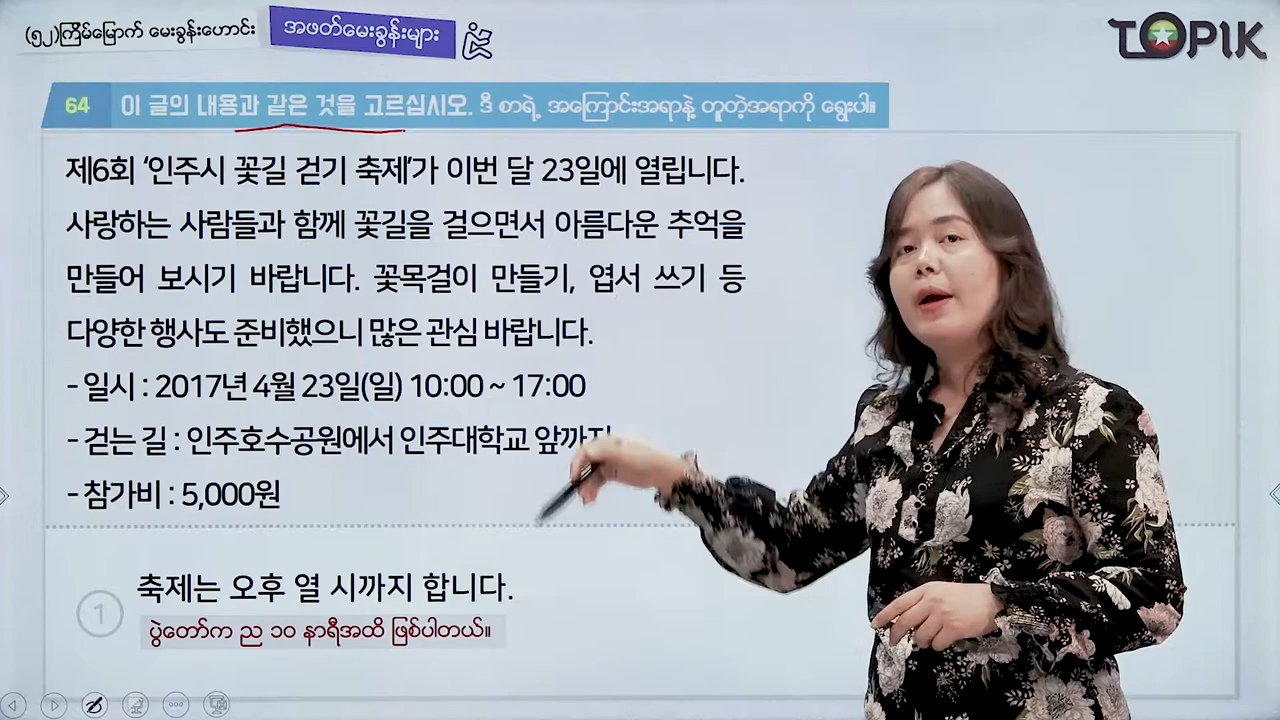 (၅၂)ကြိမ်မြောက် မေးခွန်းဟောင်း
အဖတ်မေးခွန်းများ
TOPIK
64 이 글의 내용과 같은 것을 고르십시오. ဒီ စာရဲ့ အကြောင်းအရာနဲ့ တူတဲ့အရာကို ရွေးပါ။
제6회 ‘인주시 꽃길 걷기 축제’가 이번 달 23일에 열립니다.
사랑하는 사람들과 함께 꽃길을 걸으면서 아름다운 추억을
만들어 보시기 바랍니다. 꽃목걸이 만들기, 엽서 쓰기 등
다양한 행사도 준비했으니 많은 관심 바랍니다.
- 일시 : 2017년 4월 23일(일) 10:00 ~ 17:00
- 걷는 길 : 인주호수공원에서 인주대학교 앞까지
- 참가비 : 5,000원
1 축제는 오후 열 시까지 합니다.
ပွဲတော်က ည ၁၀ နာရီအထိ ဖြစ်ပါတယ်။